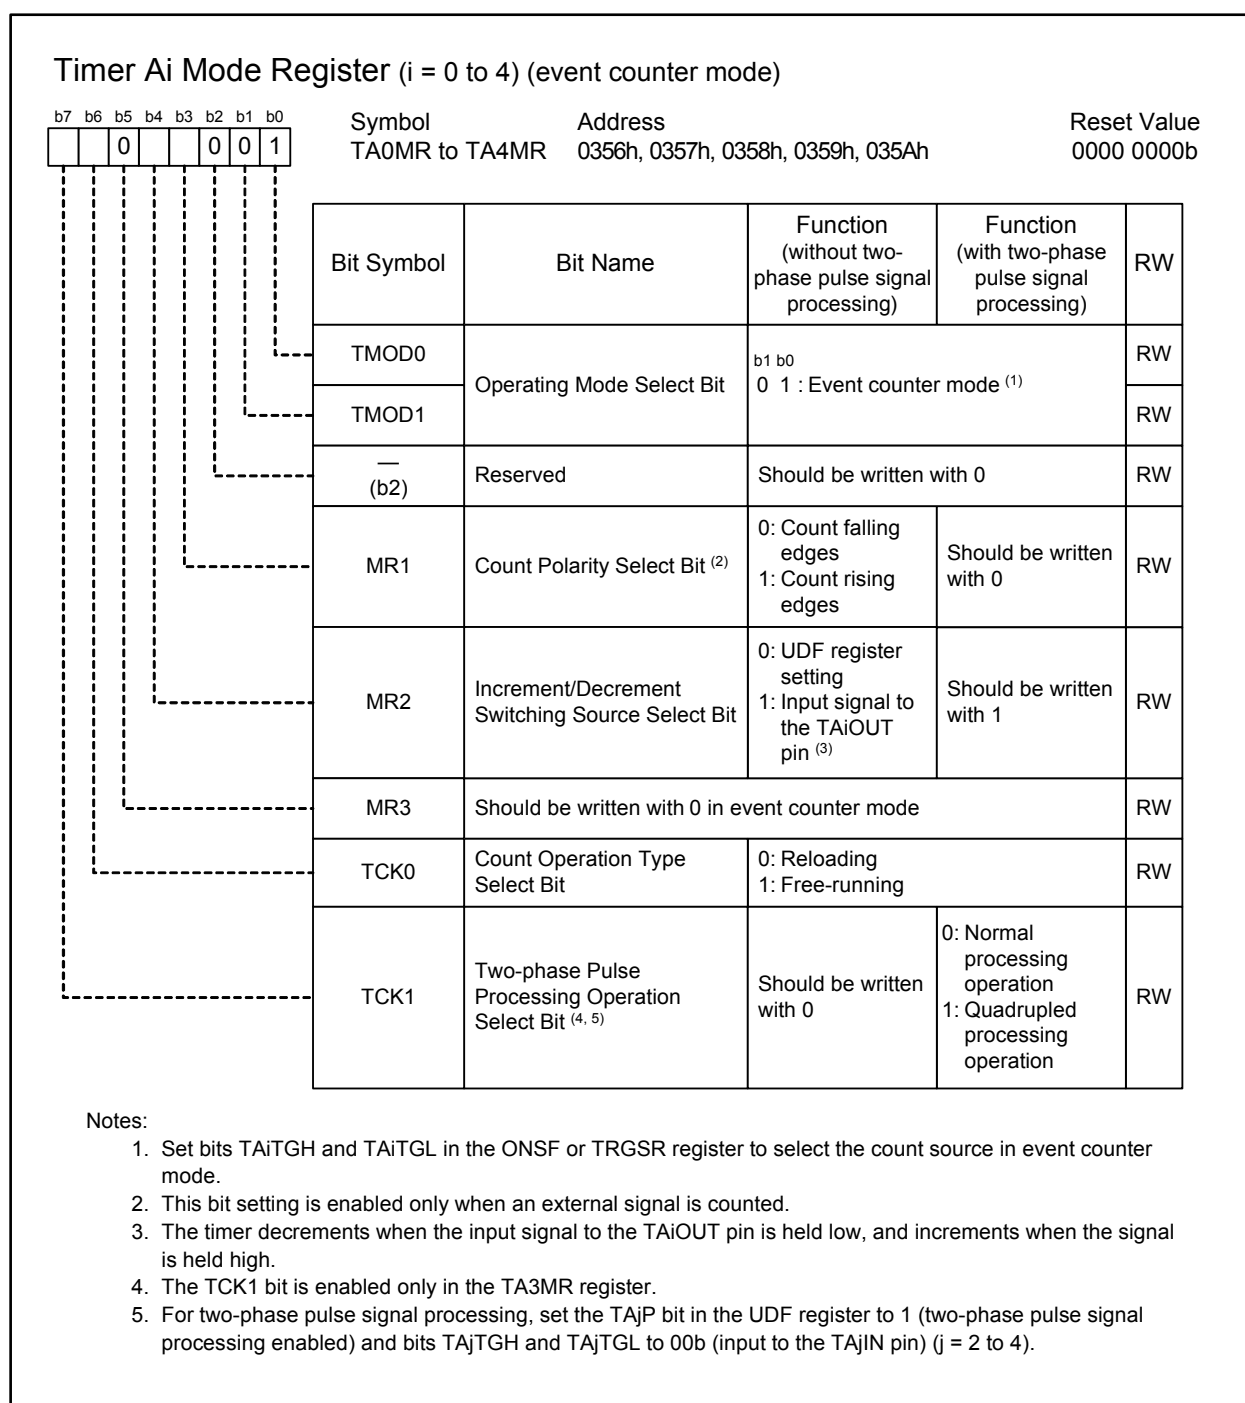 Timer Ai Mode Register (i = 0 to 4) (event counter mode)
b7 b6 b5 b4 b3 b2 b1 b0
0 0 0 1
Symbol Address Reset Value
TA0MR to TA4MR 0356h, 0357h, 0358h, 0359h, 035Ah 0000 0000b
Bit Symbol
Bit Name
Function
(without two-
phase pulse signal
processing)
Function
(with two-phase
pulse signal
processing)
RW
TMOD0
TMOD1
Operating Mode Select Bit
b1 b0
0 1 : Event counter mode (1)
RW
RW
—
(b2)
Reserved
Should be written with 0
RW
MR1
Count Polarity Select Bit (2)
0: Count falling
edges
1: Count rising
edges
Should be written
with 0
RW
MR2
Increment/Decrement
Switching Source Select Bit
0: UDF register
setting
1: Input signal to
the TAiOUT
pin (3)
Should be written
with 1
RW
MR3
Should be written with 0 in event counter mode
RW
TCK0
Count Operation Type
Select Bit
0: Reloading
1: Free-running
RW
TCK1
Two-phase Pulse
Processing Operation
Select Bit (4, 5)
Should be written
with 0
0: Normal
processing
operation
1: Quadrupled
processing
operation
RW
Notes:
1. Set bits TAiTGH and TAiTGL in the ONSF or TRGSR register to select the count source in event counter
mode.
2. This bit setting is enabled only when an external signal is counted.
3. The timer decrements when the input signal to the TAiOUT pin is held low, and increments when the signal
is held high.
4. The TCK1 bit is enabled only in the TA3MR register.
5. For two-phase pulse signal processing, set the TAjP bit in the UDF register to 1 (two-phase pulse signal
processing enabled) and bits TAjTGH and TAjTGL to 00b (input to the TAjIN pin) (j = 2 to 4).